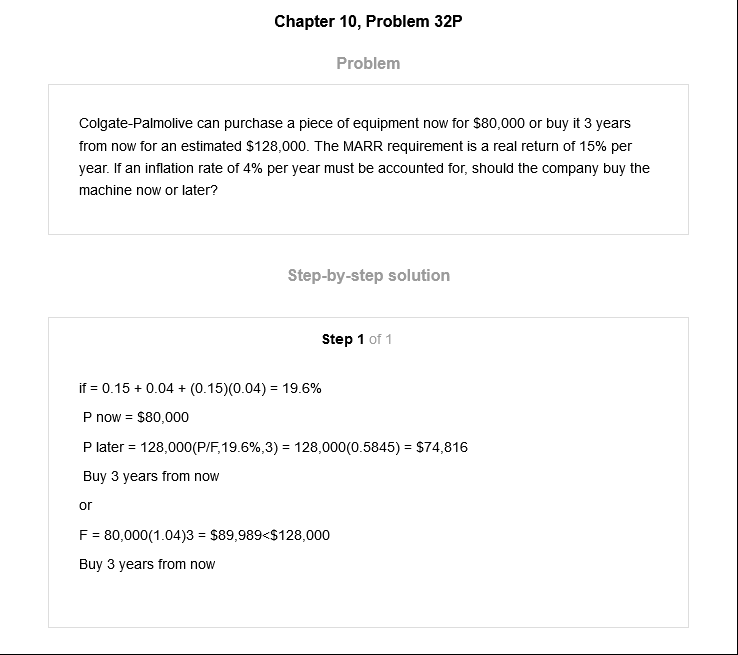 Chapter 10, Problem 32P
Problem
Colgate-Palmolive can purchase a piece of equipment now for $80,000 or buy it 3 years
from now for an estimated $128,000. The MARR requirement is a real return of 15% per
year. If an inflation rate of 4% per year must be accounted for, should the company buy the
machine now or later?
Step-by-step solution
Step 1 of 1
if = 0.15 + 0.04 + (0.15)(0.04) = 19.6%
P now = $80,000
P later = 128,000(P/F,19.6%,3) = 128,000(0.5845) = $74,816
Buy 3 years from now
or
F = 80,000(1.04)3 = $89,989<$128,000
Buy 3 years from now